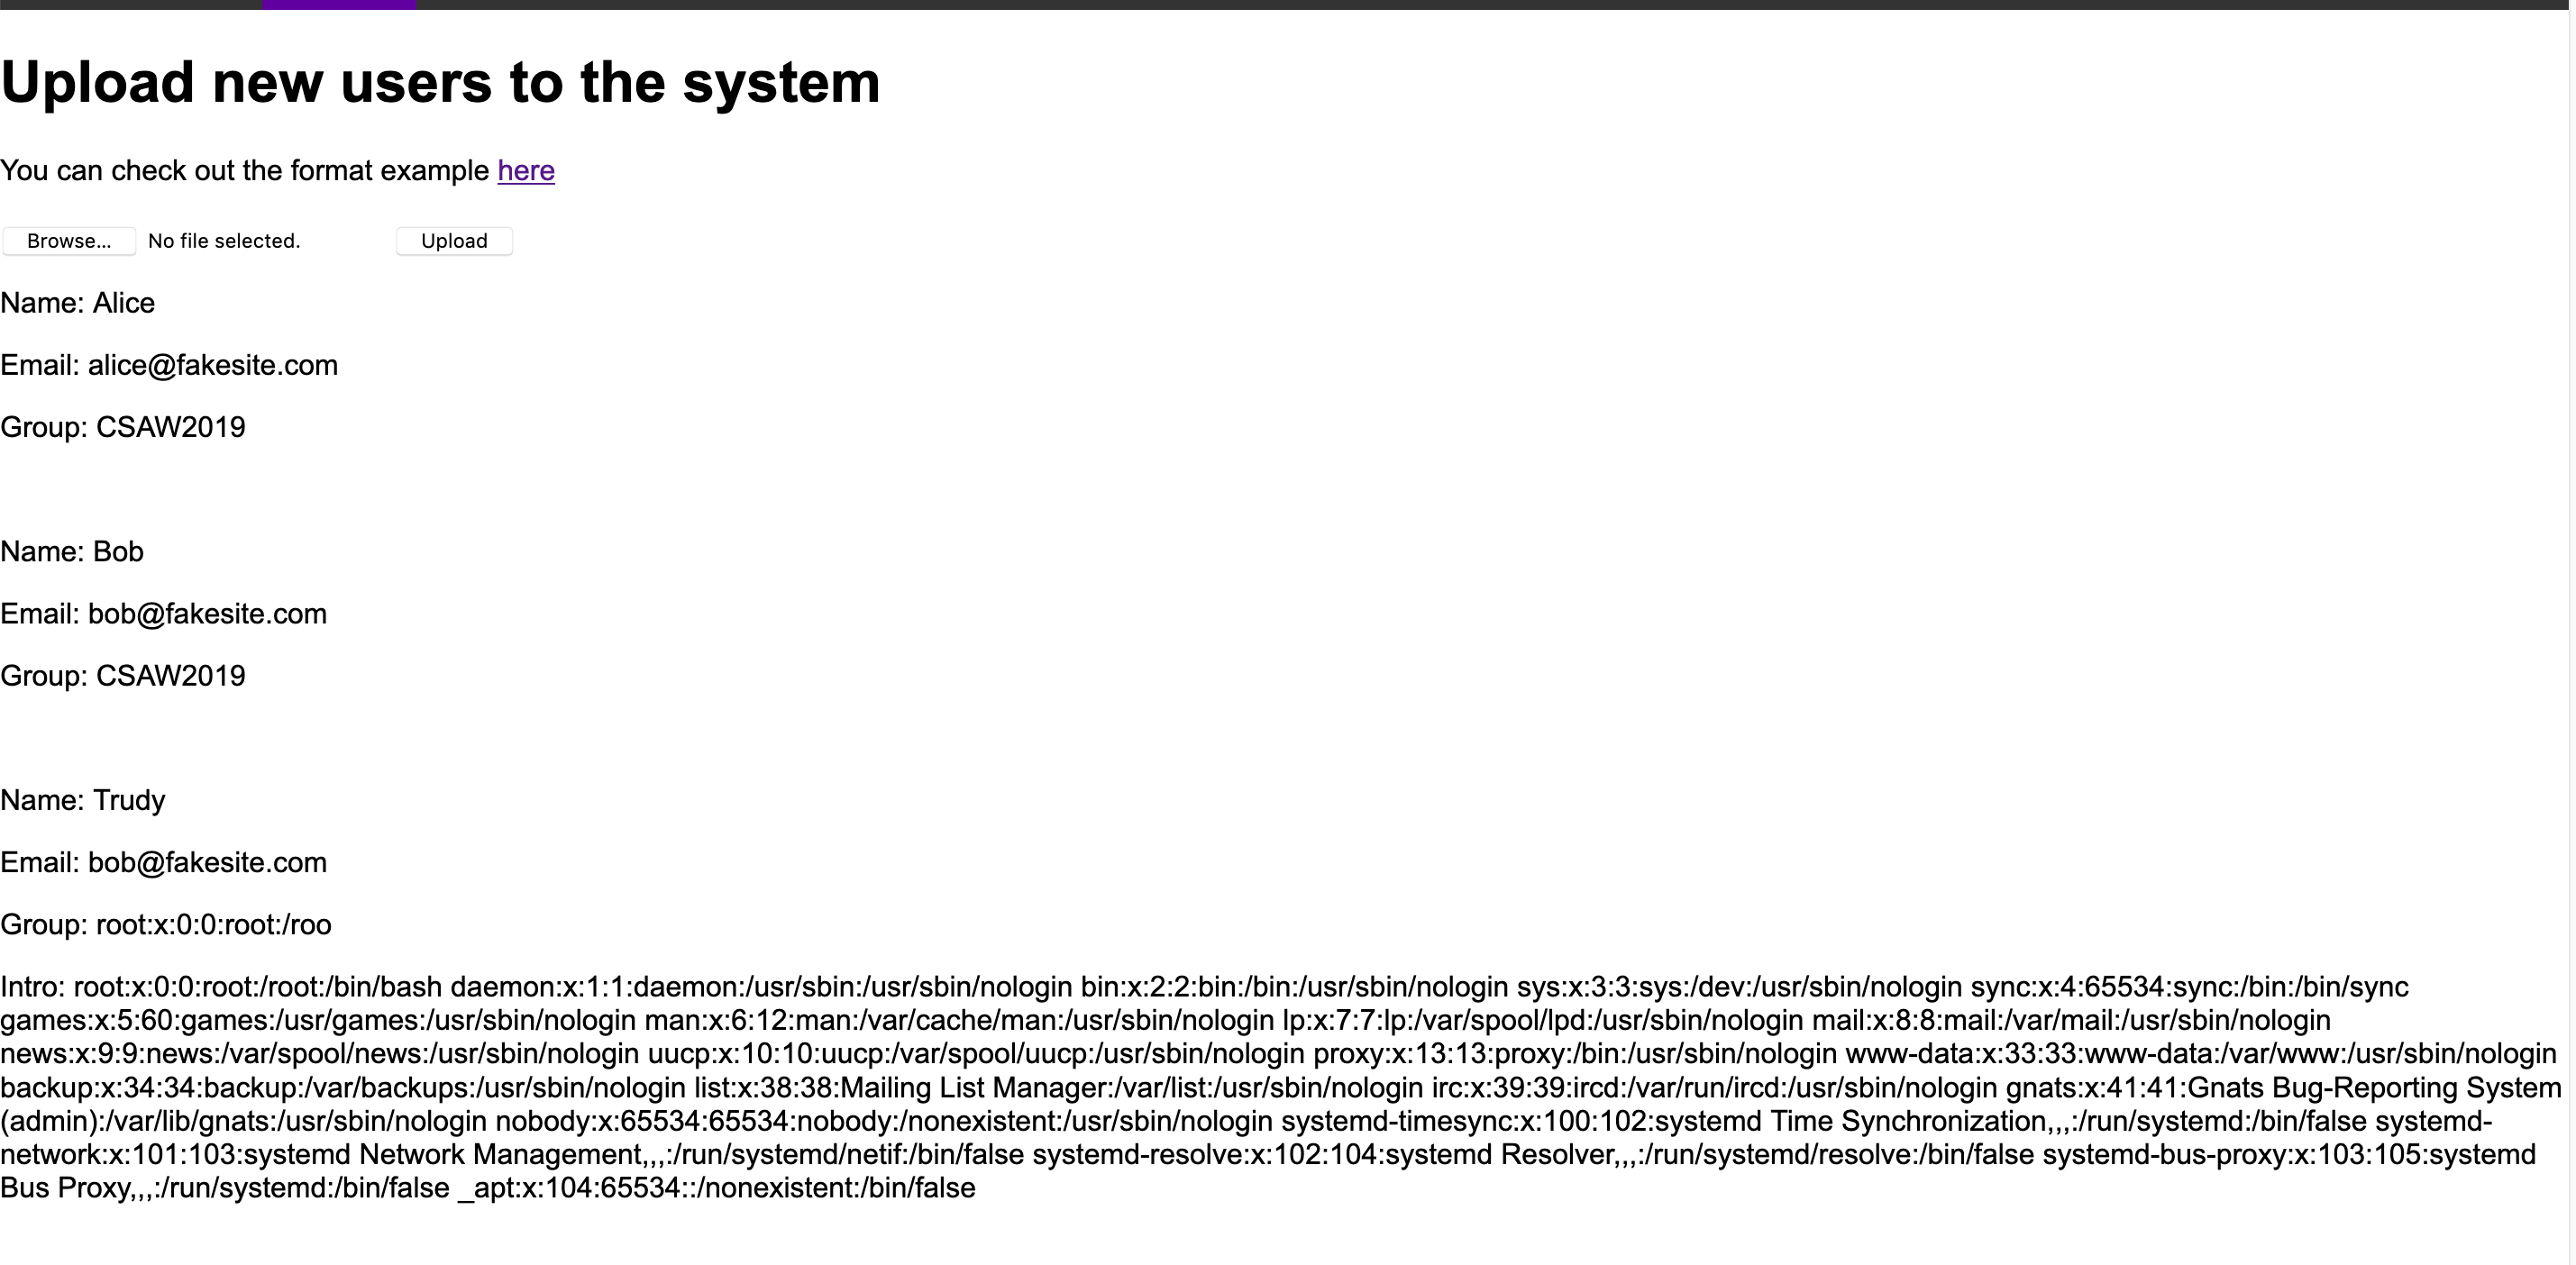 Upload new users to the system
You can check out the format example here
Browse... No file selected. Upload
Name: Alice
Email: alice@fakesite.com
Group: CSAW2019
Name: Bob
Email: bob@fakesite.com
Group: CSAW2019
Name: Trudy
Email: bob@fakesite.com
Group: root:x:0:0:root:/roo
Intro: root:x:0:0:root:/root:/bin/bash daemon:x:1:1:daemon:/usr/sbin:/usr/sbin/nologin bin:x:2:2:bin:/bin:/usr/sbin/nologin sys:x:3:3:sys:/dev:/usr/sbin/nologin sync:x:4:65534:sync:/bin:/bin/sync
games:x:5:60:games:/usr/games:/usr/sbin/nologin man:x:6:12:man:/var/cache/man:/usr/sbin/nologin lp:x:7:7:lp:/var/spool/lpd:/usr/sbin/nologin mail:x:8:8:mail:/var/mail:/usr/sbin/nologin
news:x:9:9:news:/var/spool/news:/usr/sbin/nologin uucp:x:10:10:uucp:/var/spool/uucp:/usr/sbin/nologin proxy:x:13:13:proxy:/bin:/usr/sbin/nologin www-data:x:33:33:www-data:/var/www:/usr/sbin/nologin
backup:x:34:34:backup:/var/backups:/usr/sbin/nologin list:x:38:38:Mailing List Manager:/var/list:/usr/sbin/nologin irc:x:39:39:ircd:/var/run/ircd:/usr/sbin/nologin gnats:x:41:41:Gnats Bug-Reporting System
(admin):/var/lib/gnats:/usr/sbin/nologin nobody:x:65534:65534:nobody:/nonexistent:/usr/sbin/nologin systemd-timesync:x:100:102:systemd Time Synchronization,,,:/run/systemd:/bin/false systemd-
network:x:101:103:systemd Network Management,,,:/run/systemd/netif:/bin/false systemd-resolve:x:102:104:systemd Resolver,,,:/run/systemd/resolve:/bin/false systemd-bus-proxy:x:103:105:systemd
Bus Proxy,,,:/run/systemd:/bin/false _apt:x:104:65534::/nonexistent:/bin/false